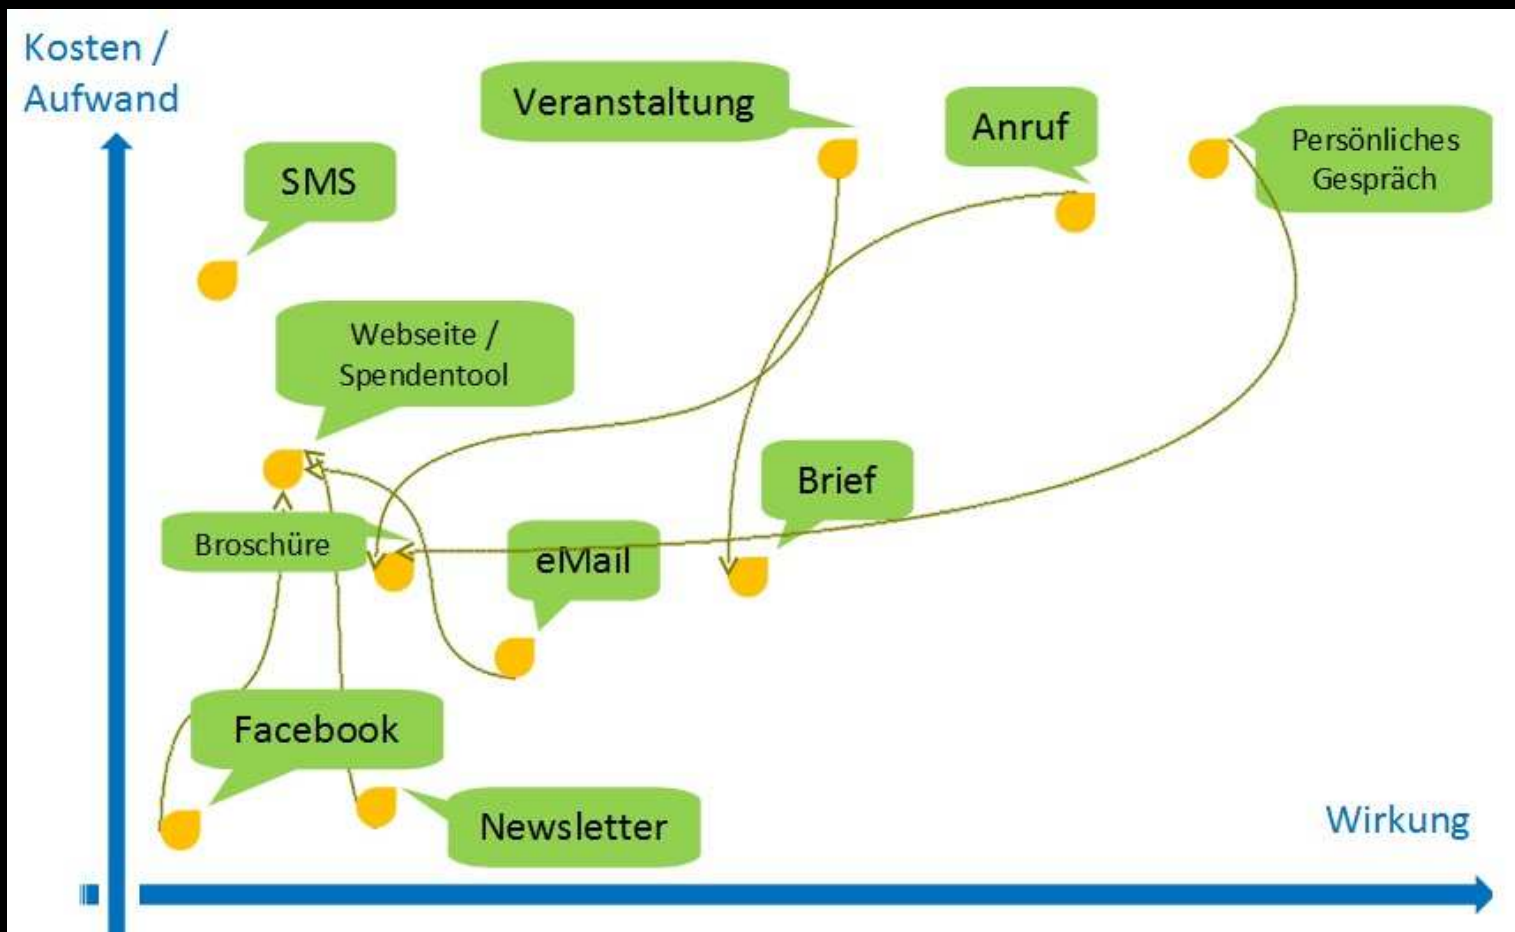 Kosten /
Aufwand
Veranstaltung
Anruf
Persönliches
Gespräch
SMS
Webseite /
Spendentool
Brief
Broschüre
eMail
Facebook
Newsletter
Wirkung